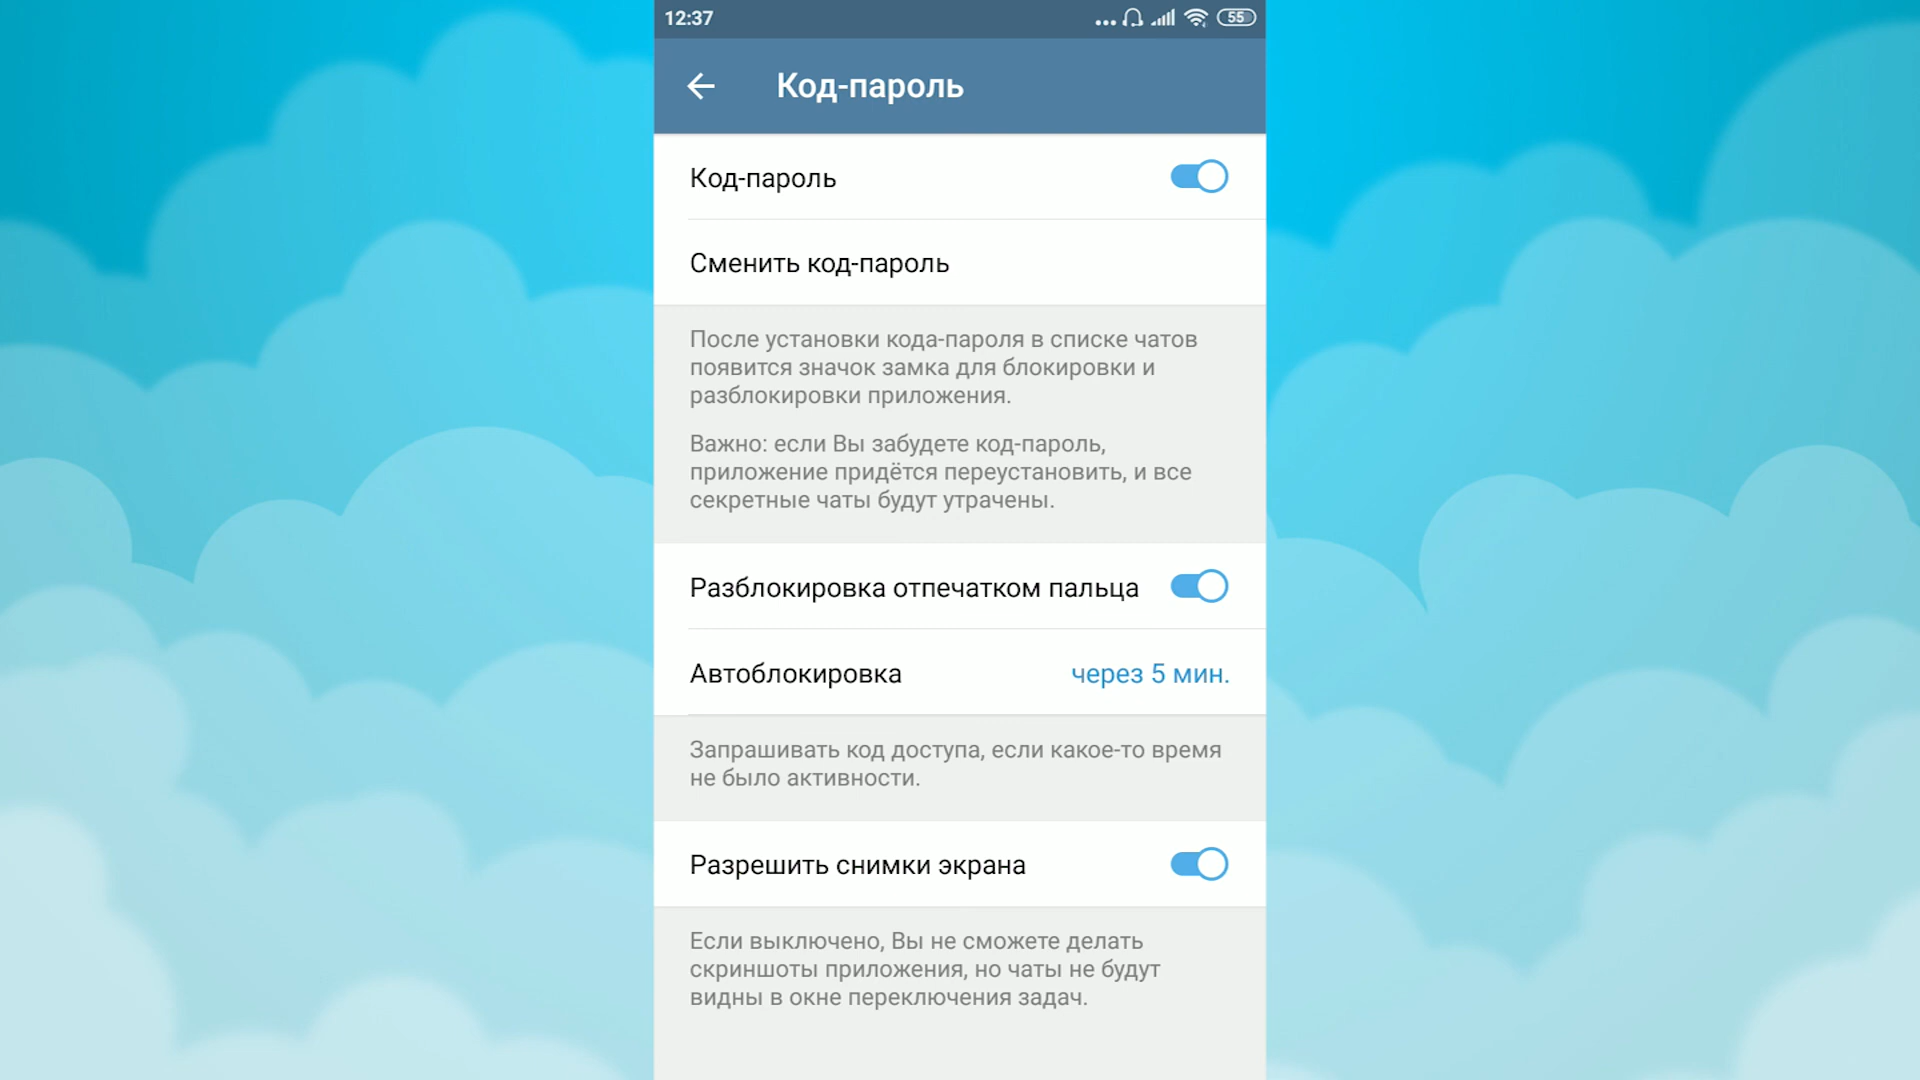 12:37
55
Код-пароль
Код-пароль
Сменить код-пароль
После установки кода-пароля в списке чатов
появится значок замка для блокировки и
разблокировки приложения.
Важно: если Вы забудете код-пароль,
приложение придётся переустановить, и все
секретные чаты будут утрачены.
Разблокировка отпечатком пальца
Автоблокировка через 5 мин.
Запрашивать код доступа, если какое-то время
не было активности.
Разрешить снимки экрана
Если выключено, Вы не сможете делать
скриншоты приложения, но чаты не будут
видны в окне переключения задач.